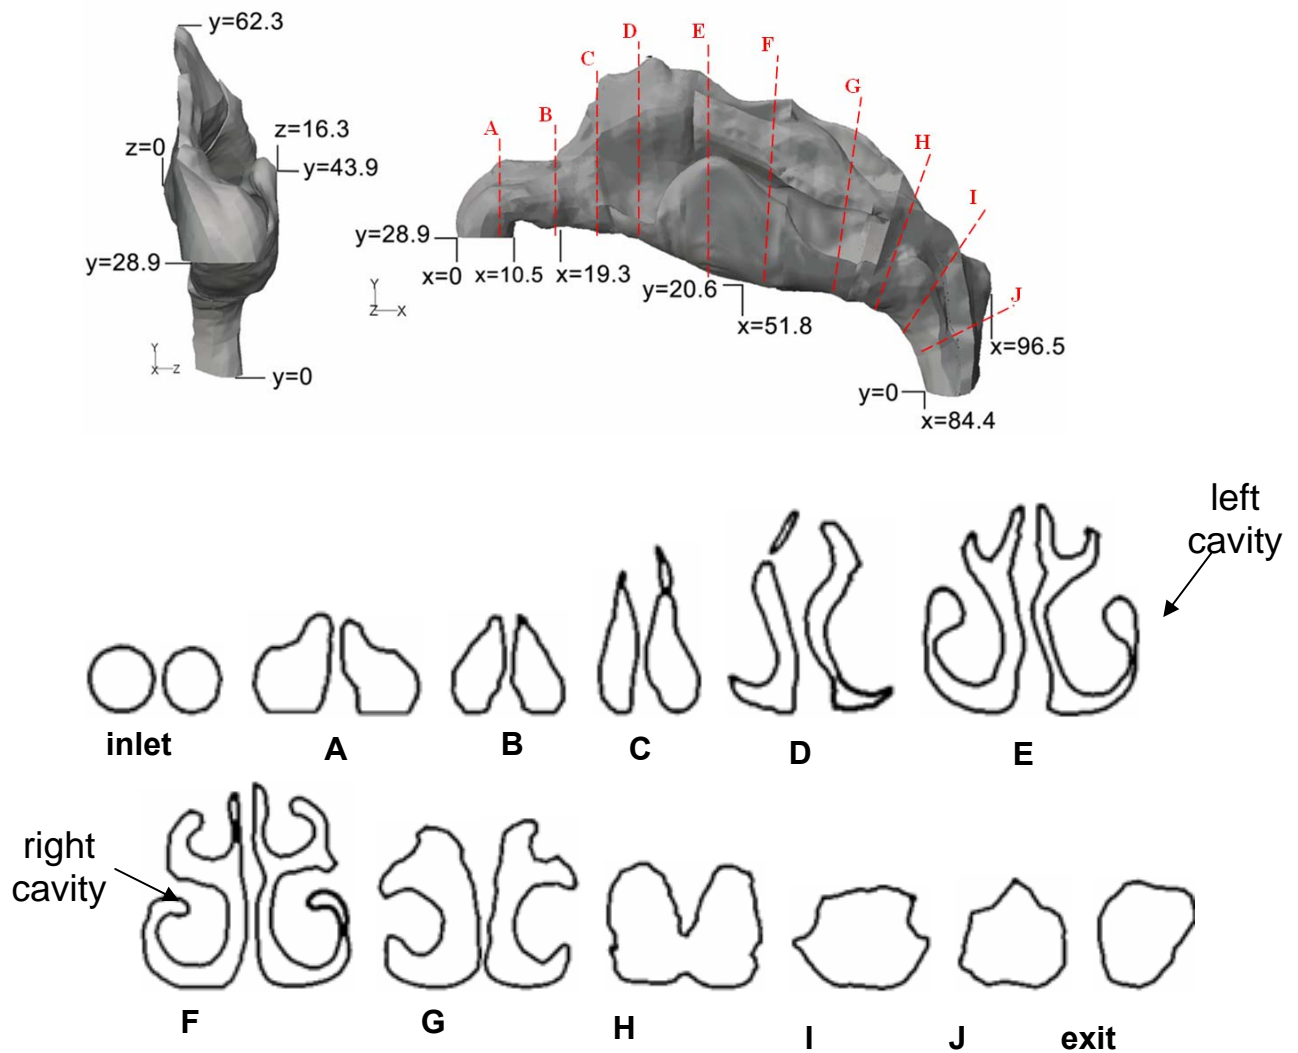 y=62.3
z=16.3
z=0
y=43.9
y=28.9
Y
X Z
y=0
A
B
C
D
E
F
G
H
I
J
y=28.9
x=0
x=10.5
x=19.3
y=20.6
x=51.8
Y
Z X
x=96.5
y=0
x=84.4
left
cavity
inlet
A
B
C
D
E
right
cavity
F
G
H
I
J
exit